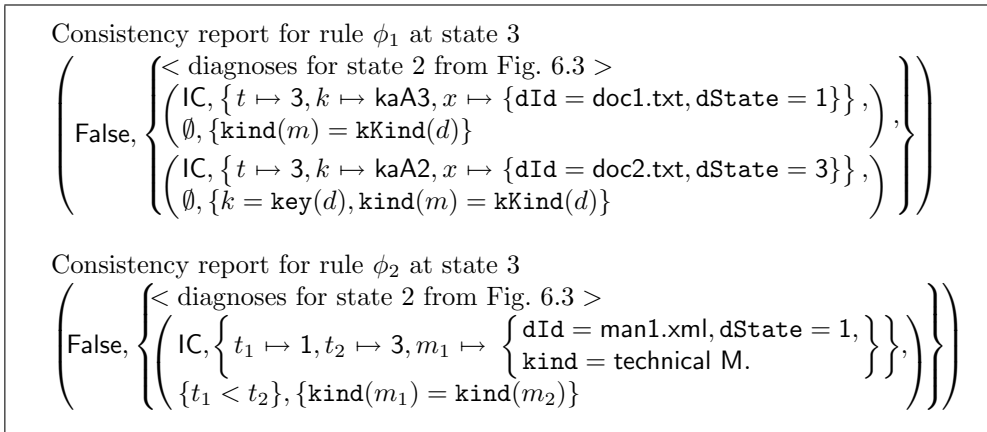 Consistency report for rule ϕ₁ at state 3
< diagnoses for state 2 from Fig. 6.3 >
(False, {(IC, {t ↦ 3, k ↦ kaA3, x ↦ {dId = doc1.txt, dState = 1}},
∅, {kind(m) = kKind(d)}),
(IC, {t ↦ 3, k ↦ kaA2, x ↦ {dId = doc2.txt, dState = 3}},
∅, {k = key(d), kind(m) = kKind(d)})})
Consistency report for rule ϕ₂ at state 3
< diagnoses for state 2 from Fig. 6.3 >
(False, {(IC, {t₁ ↦ 1, t₂ ↦ 3, m₁ ↦ {dId = man1.xml, dState = 1,
kind = technical M.}},
{t₁ < t₂}, {kind(m₁) = kind(m₂)})})